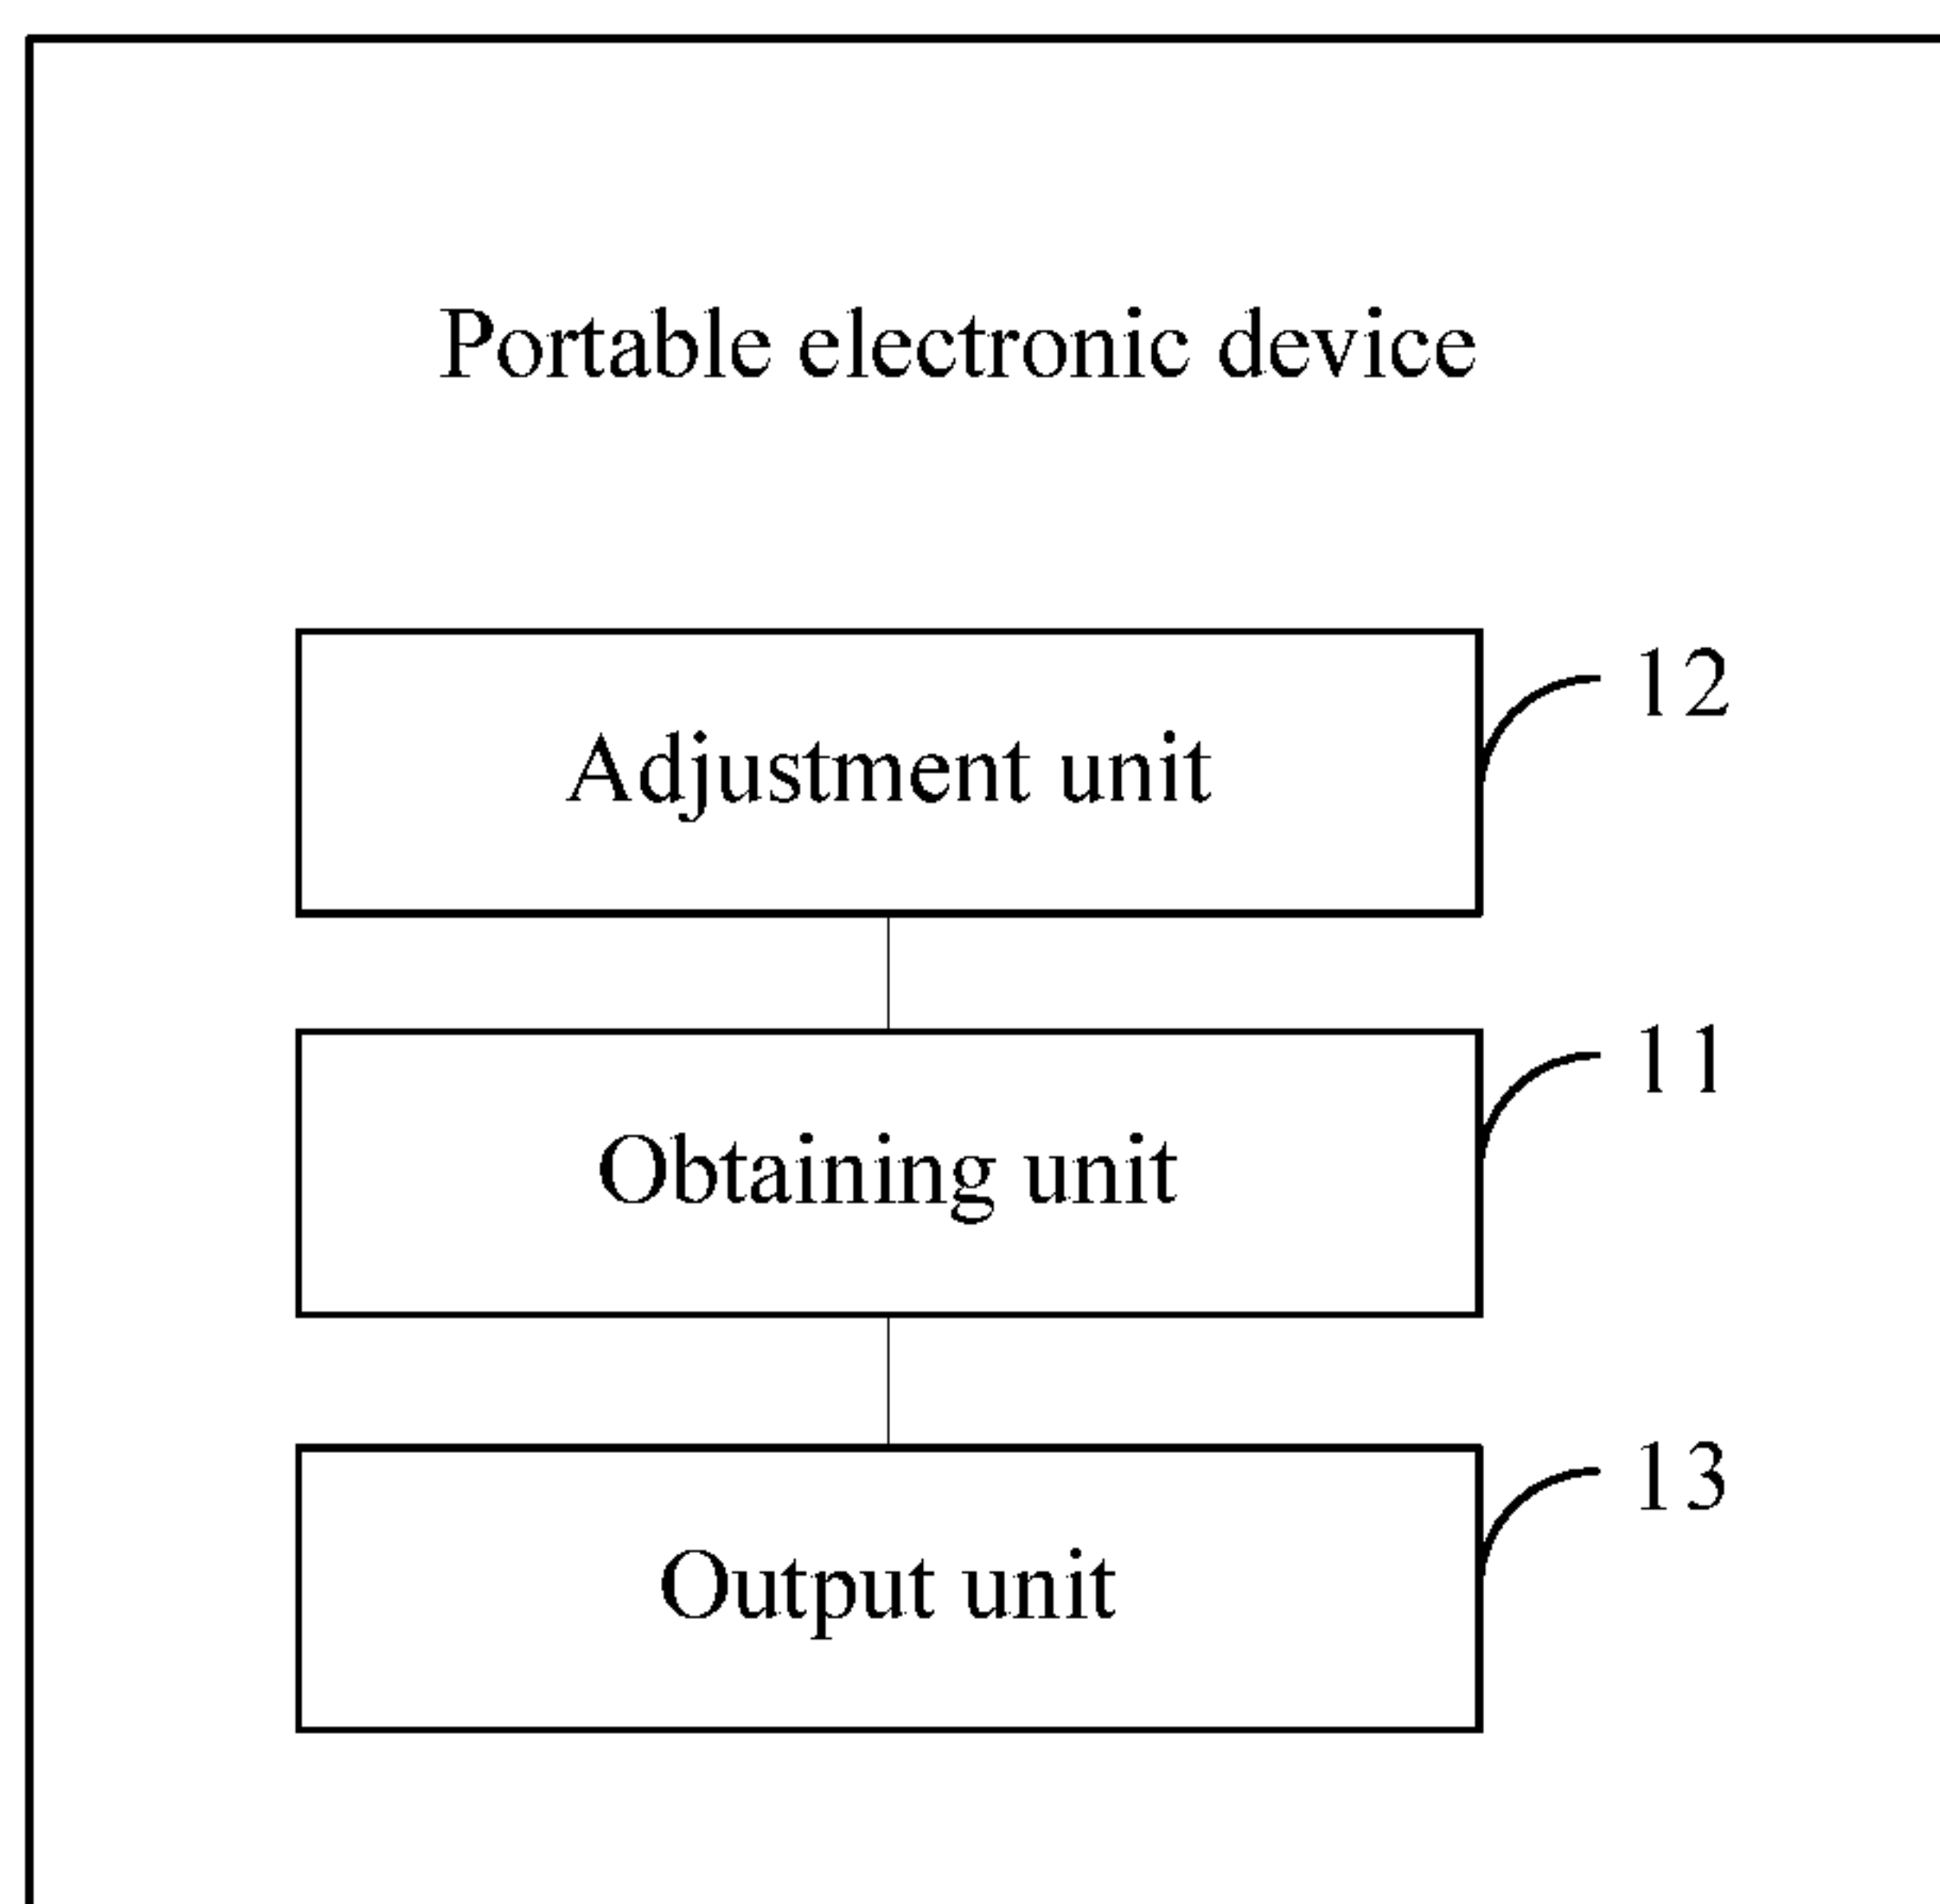 Portable electronic device
Adjustment unit
12
Obtaining unit
11
Output unit
13